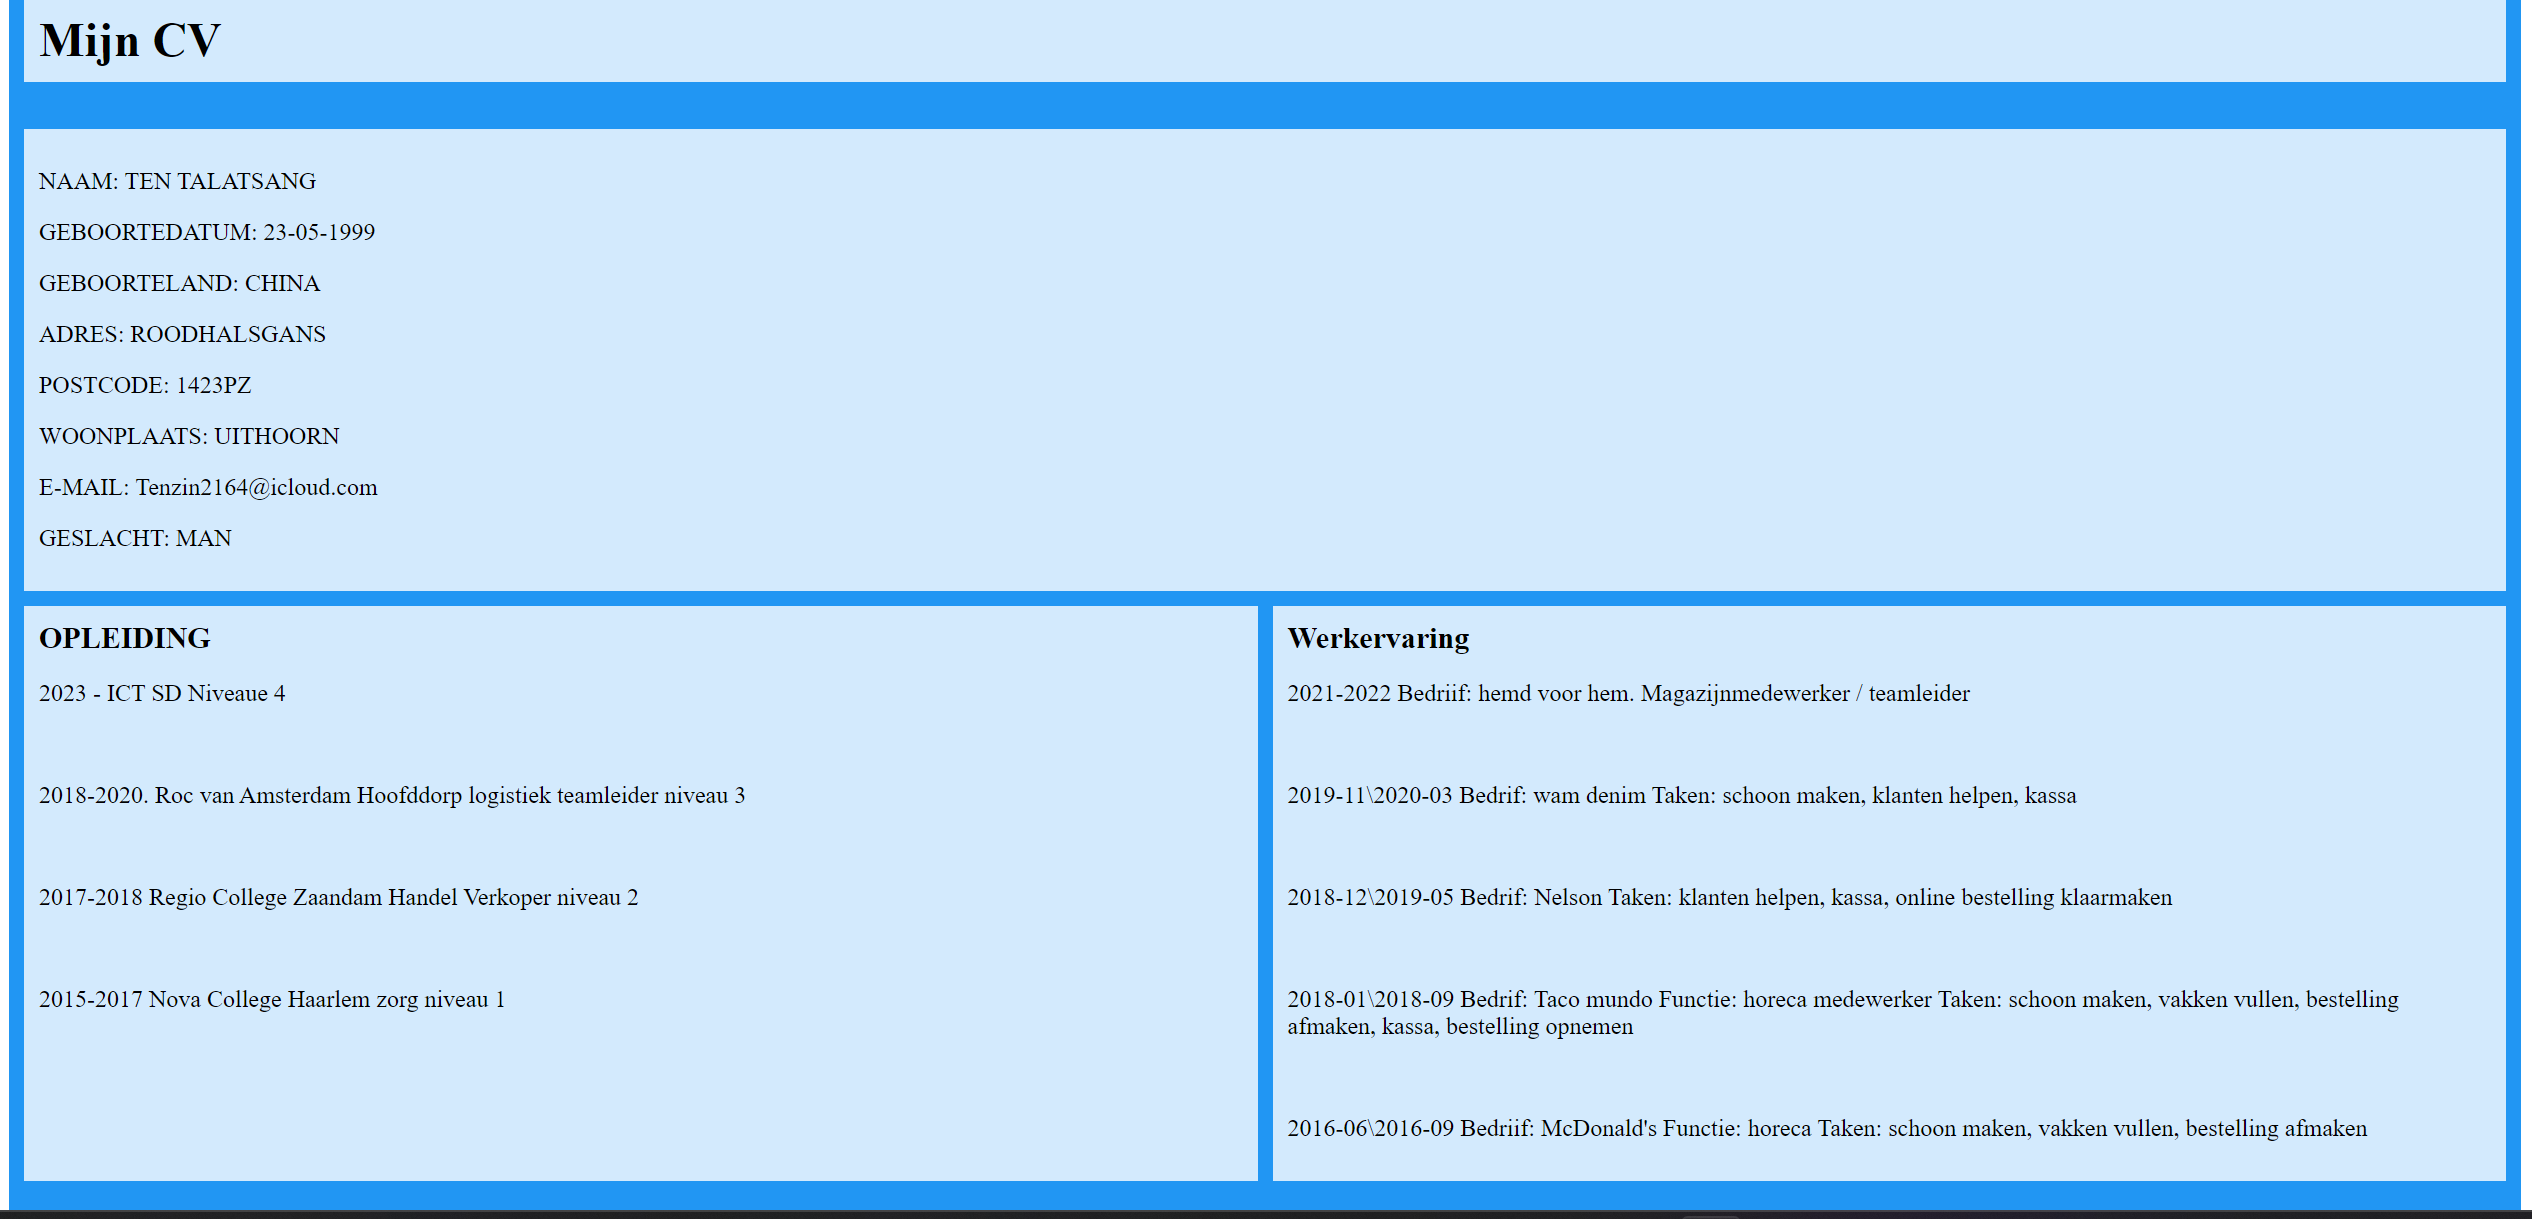 Mijn CV
NAAM: TEN TALATSANG
GEBOORTEDATUM: 23-05-1999
GEBOORTELAND: CHINA
ADRES: ROODHALSGANS
POSTCODE: 1423PZ
WOONPLAATS: UITHOORN
E-MAIL: Tenzin2164@icloud.com
GESLACHT: MAN
OPLEIDING
2023 - ICT SD Niveaue 4
2018-2020. Roc van Amsterdam Hoofddorp logistiek teamleider niveau 3
2017-2018 Regio College Zaandam Handel Verkoper niveau 2
2015-2017 Nova College Haarlem zorg niveau 1
Werkervaring
2021-2022 Bedriif: hemd voor hem. Magazijnmedewerker / teamleider
2019-11\2020-03 Bedrif: wam denim Taken: schoon maken, klanten helpen, kassa
2018-12\2019-05 Bedrif: Nelson Taken: klanten helpen, kassa, online bestelling klaarmaken
2018-01\2018-09 Bedrif: Taco mundo Functie: horeca medewerker Taken: schoon maken, vakken vullen, bestelling
afmaken, kassa, bestelling opnemen
2016-06\2016-09 Bedriif: McDonald's Functie: horeca Taken: schoon maken, vakken vullen, bestelling afmaken